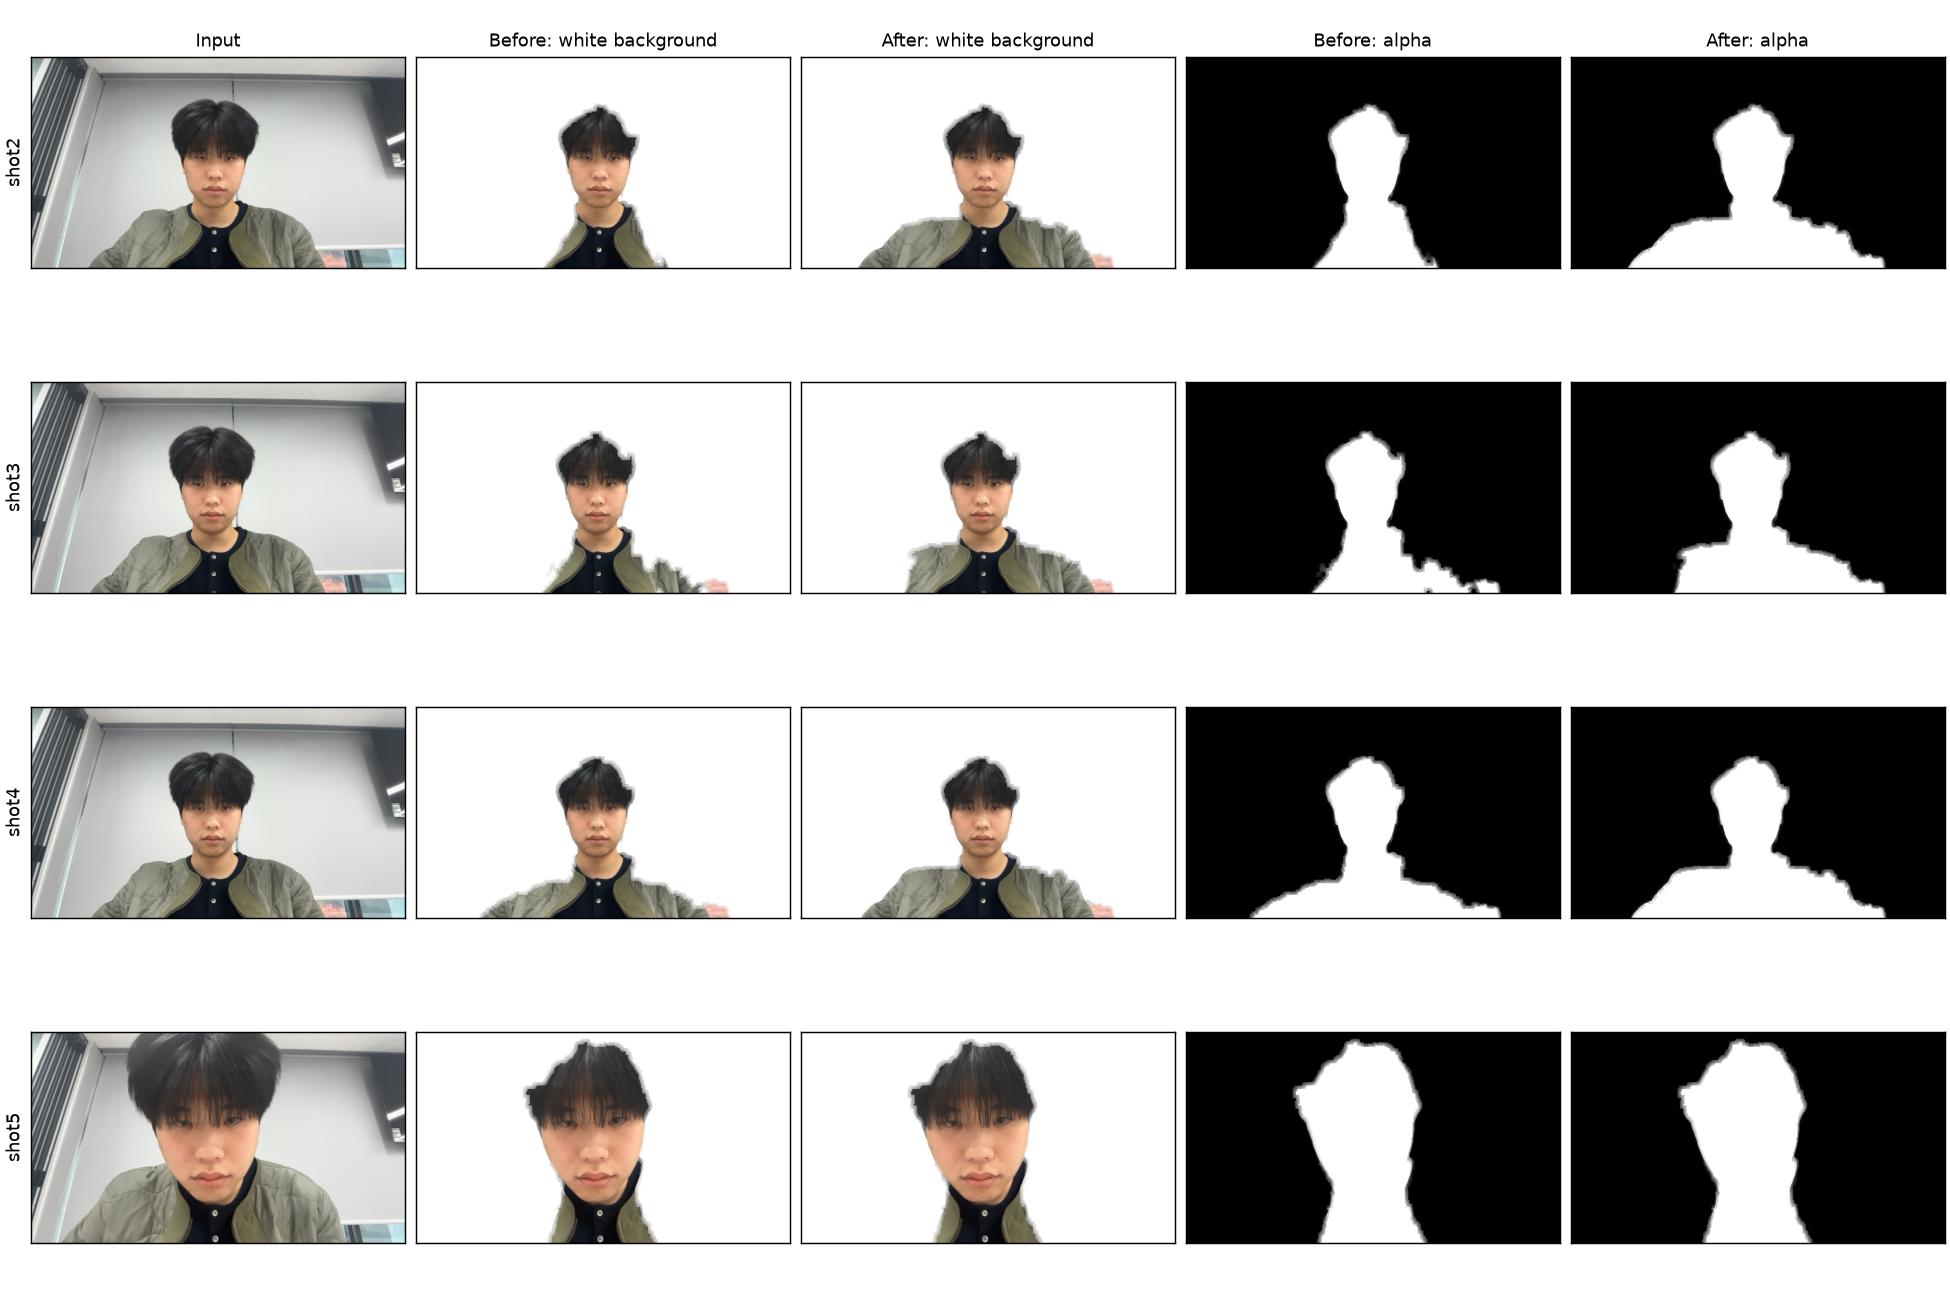 Input
Before: white background
After: white background
Before: alpha
After: alpha
shot2
shot3
shot4
shot5